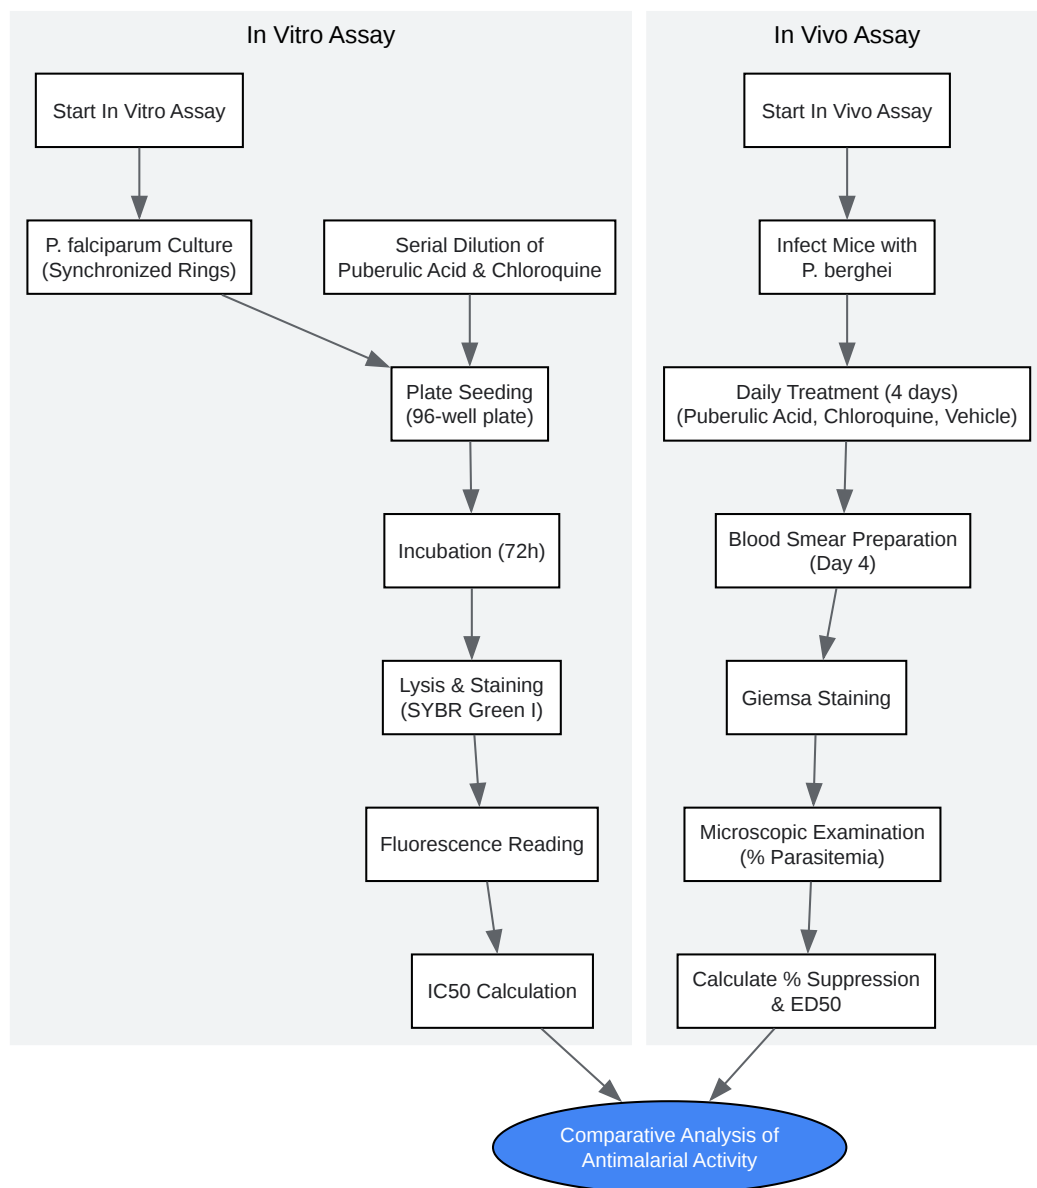 In Vitro Assay
Start In Vitro Assay
P. falciparum Culture
(Synchronized Rings)
Serial Dilution of
Puberulic Acid & Chloroquine
Plate Seeding
(96-well plate)
Incubation (72h)
Lysis & Staining
(SYBR Green I)
Fluorescence Reading
IC50 Calculation
In Vivo Assay
Start In Vivo Assay
Infect Mice with
P. berghei
Daily Treatment (4 days)
(Puberulic Acid, Chloroquine, Vehicle)
Blood Smear Preparation
(Day 4)
Giemsa Staining
Microscopic Examination
(% Parasitemia)
Calculate % Suppression
& ED50
Comparative Analysis of
Antimalarial Activity